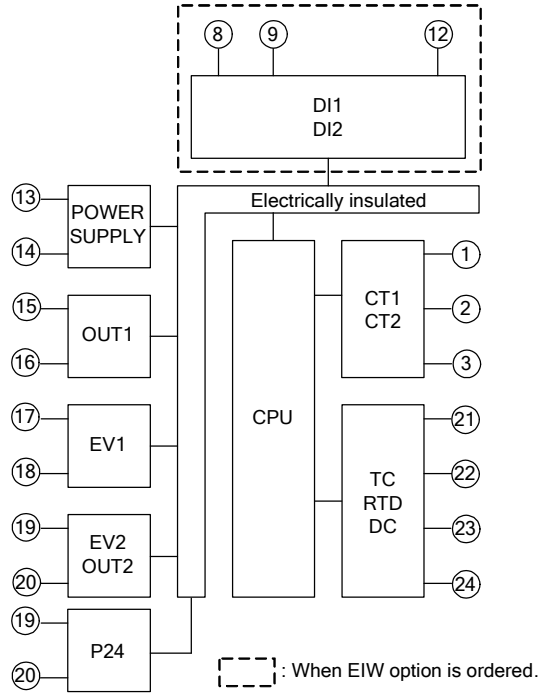 8
9
12
DI1
DI2
Electrically insulated
13
14
POWER
SUPPLY
15
16
OUT1
17
18
EV1
19
20
EV2
OUT2
19
20
P24
CPU
CT1
CT2
1
2
3
TC
RTD
DC
21
22
23
24
: When EIW option is ordered.